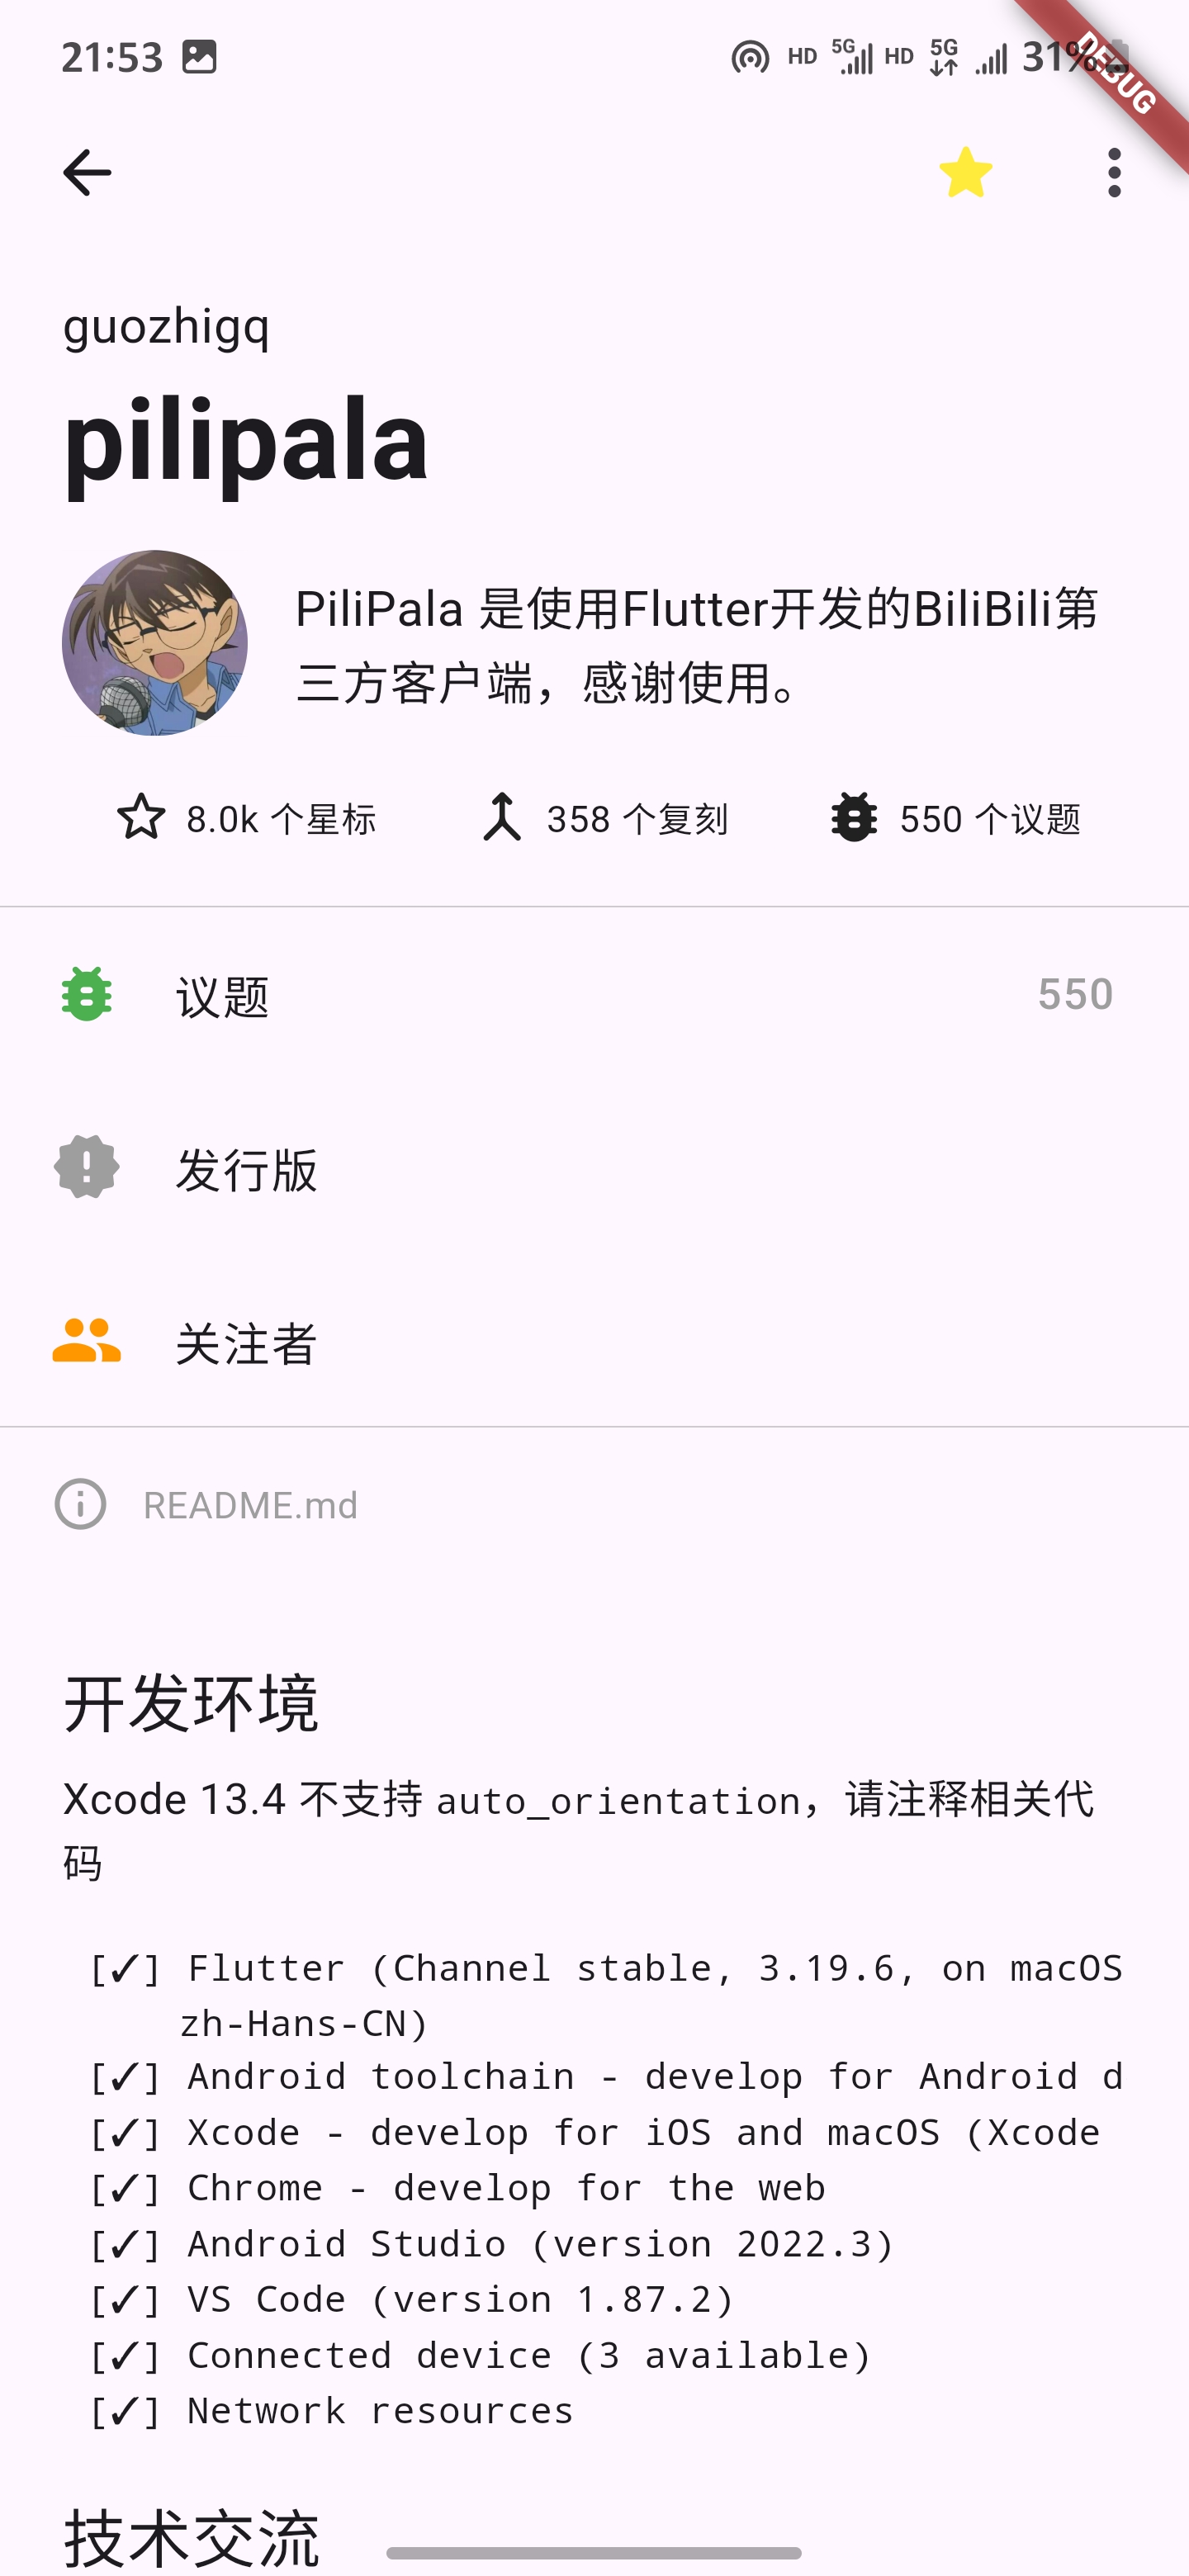 21:53
HD 5G HD 5G 31%
DEBUG
guozhigq
pilipala
PiliPala 是使用Flutter开发的BiliBili第
三方客户端，感谢使用。
8.0k 个星标 358 个复刻 550 个议题
议题 550
发行版
关注者
README.md
开发环境
Xcode 13.4 不支持 auto_orientation，请注释相关代
码
[✓] Flutter (Channel stable, 3.19.6, on macOS
zh-Hans-CN)
[✓] Android toolchain - develop for Android d
[✓] Xcode - develop for iOS and macOS (Xcode
[✓] Chrome - develop for the web
[✓] Android Studio (version 2022.3)
[✓] VS Code (version 1.87.2)
[✓] Connected device (3 available)
[✓] Network resources
技术交流